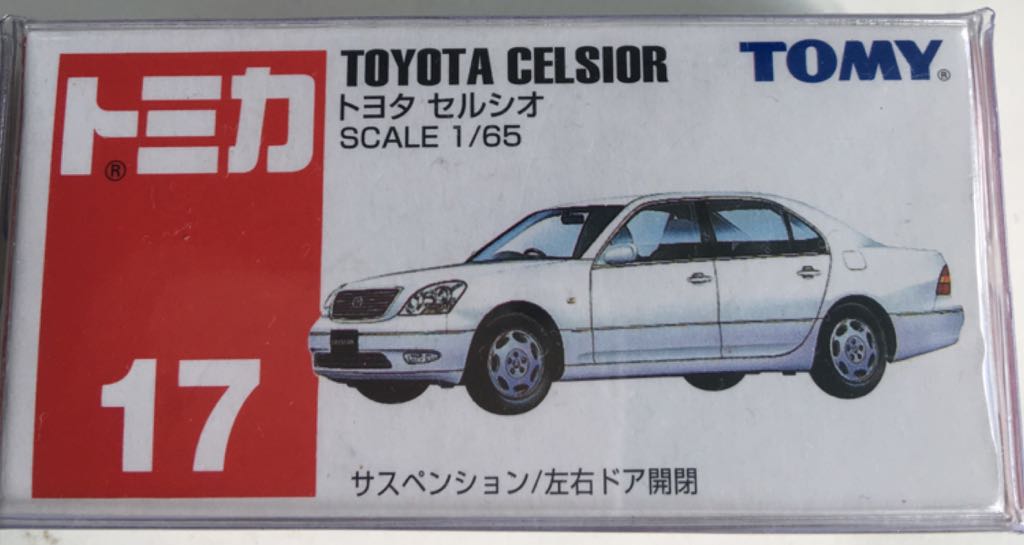 トミカ®
17
TOYOTA CELSIOR
トヨタ セルシオ
SCALE 1/65
TOMY®
サスペンション/左右ドア開閉